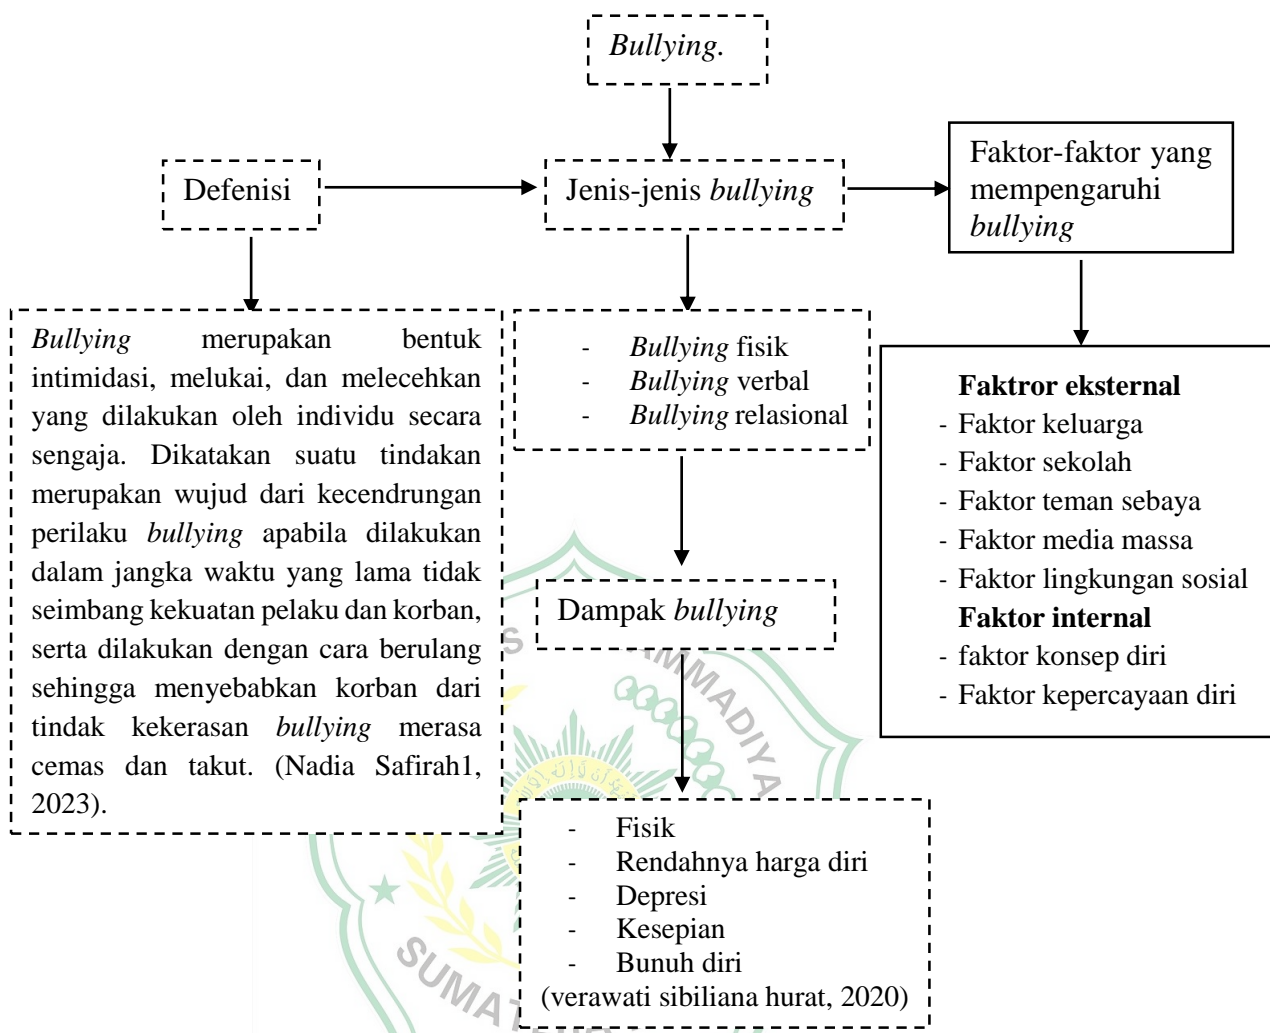 Bullying.
Defenisi
Jenis-jenis bullying
Faktor-faktor yang
mempengaruhi
bullying
Bullying merupakan bentuk
intimidasi, melukai, dan melecehkan
yang dilakukan oleh individu secara
sengaja. Dikatakan suatu tindakan
merupakan wujud dari kecendrungan
perilaku bullying apabila dilakukan
dalam jangka waktu yang lama tidak
seimbang kekuatan pelaku dan korban,
serta dilakukan dengan cara berulang
sehingga menyebabkan korban dari
tindak kekerasan bullying merasa
cemas dan takut. (Nadia Safirah1,
2023).
- Bullying fisik
- Bullying verbal
- Bullying relasional
Faktror eksternal
- Faktor keluarga
- Faktor sekolah
- Faktor teman sebaya
- Faktor media massa
- Faktor lingkungan sosial
Faktor internal
- faktor konsep diri
- Faktor kepercayaan diri
Dampak bullying
- Fisik
- Rendahnya harga diri
- Depresi
- Kesepian
- Bunuh diri
(verawati sibiliana hurat, 2020)